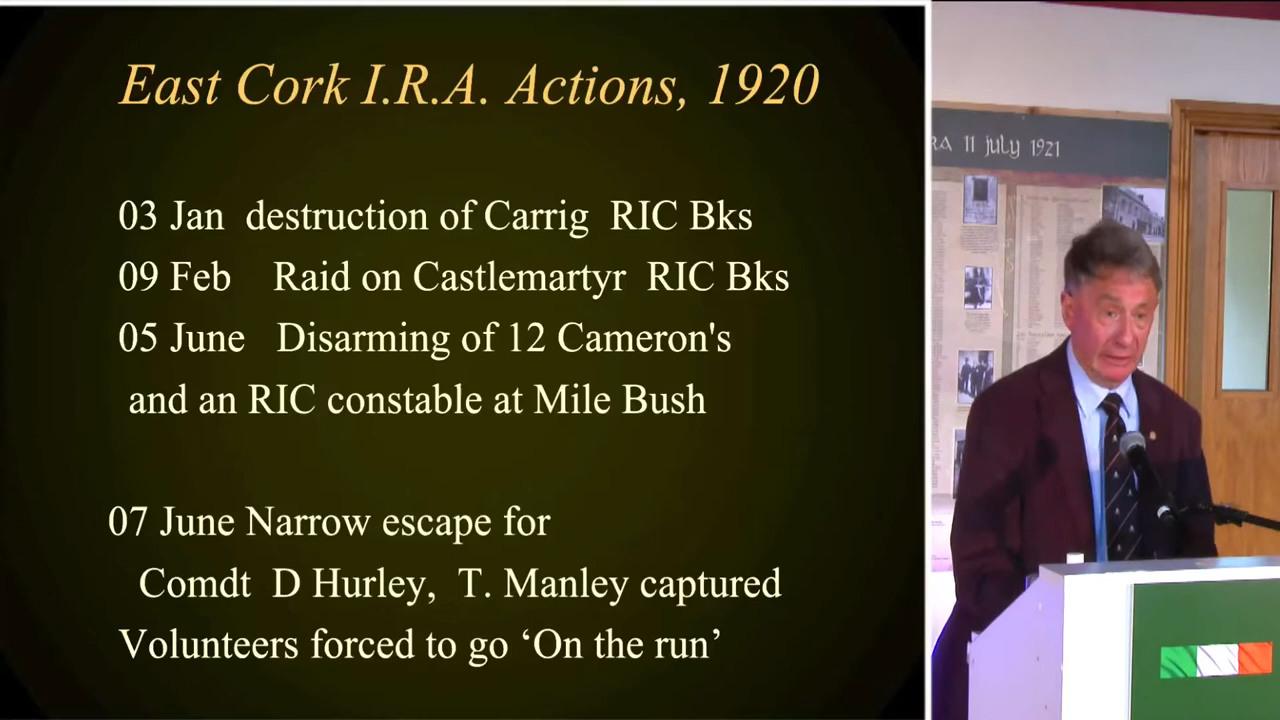 East Cork I.R.A. Actions, 1920
03 Jan destruction of Carrig RIC Bks
09 Feb Raid on Castlemartyr RIC Bks
05 June Disarming of 12 Cameron's
and an RIC constable at Mile Bush
07 June Narrow escape for
Comdt D Hurley, T. Manley captured
Volunteers forced to go ‘On the run’
11 july 1921